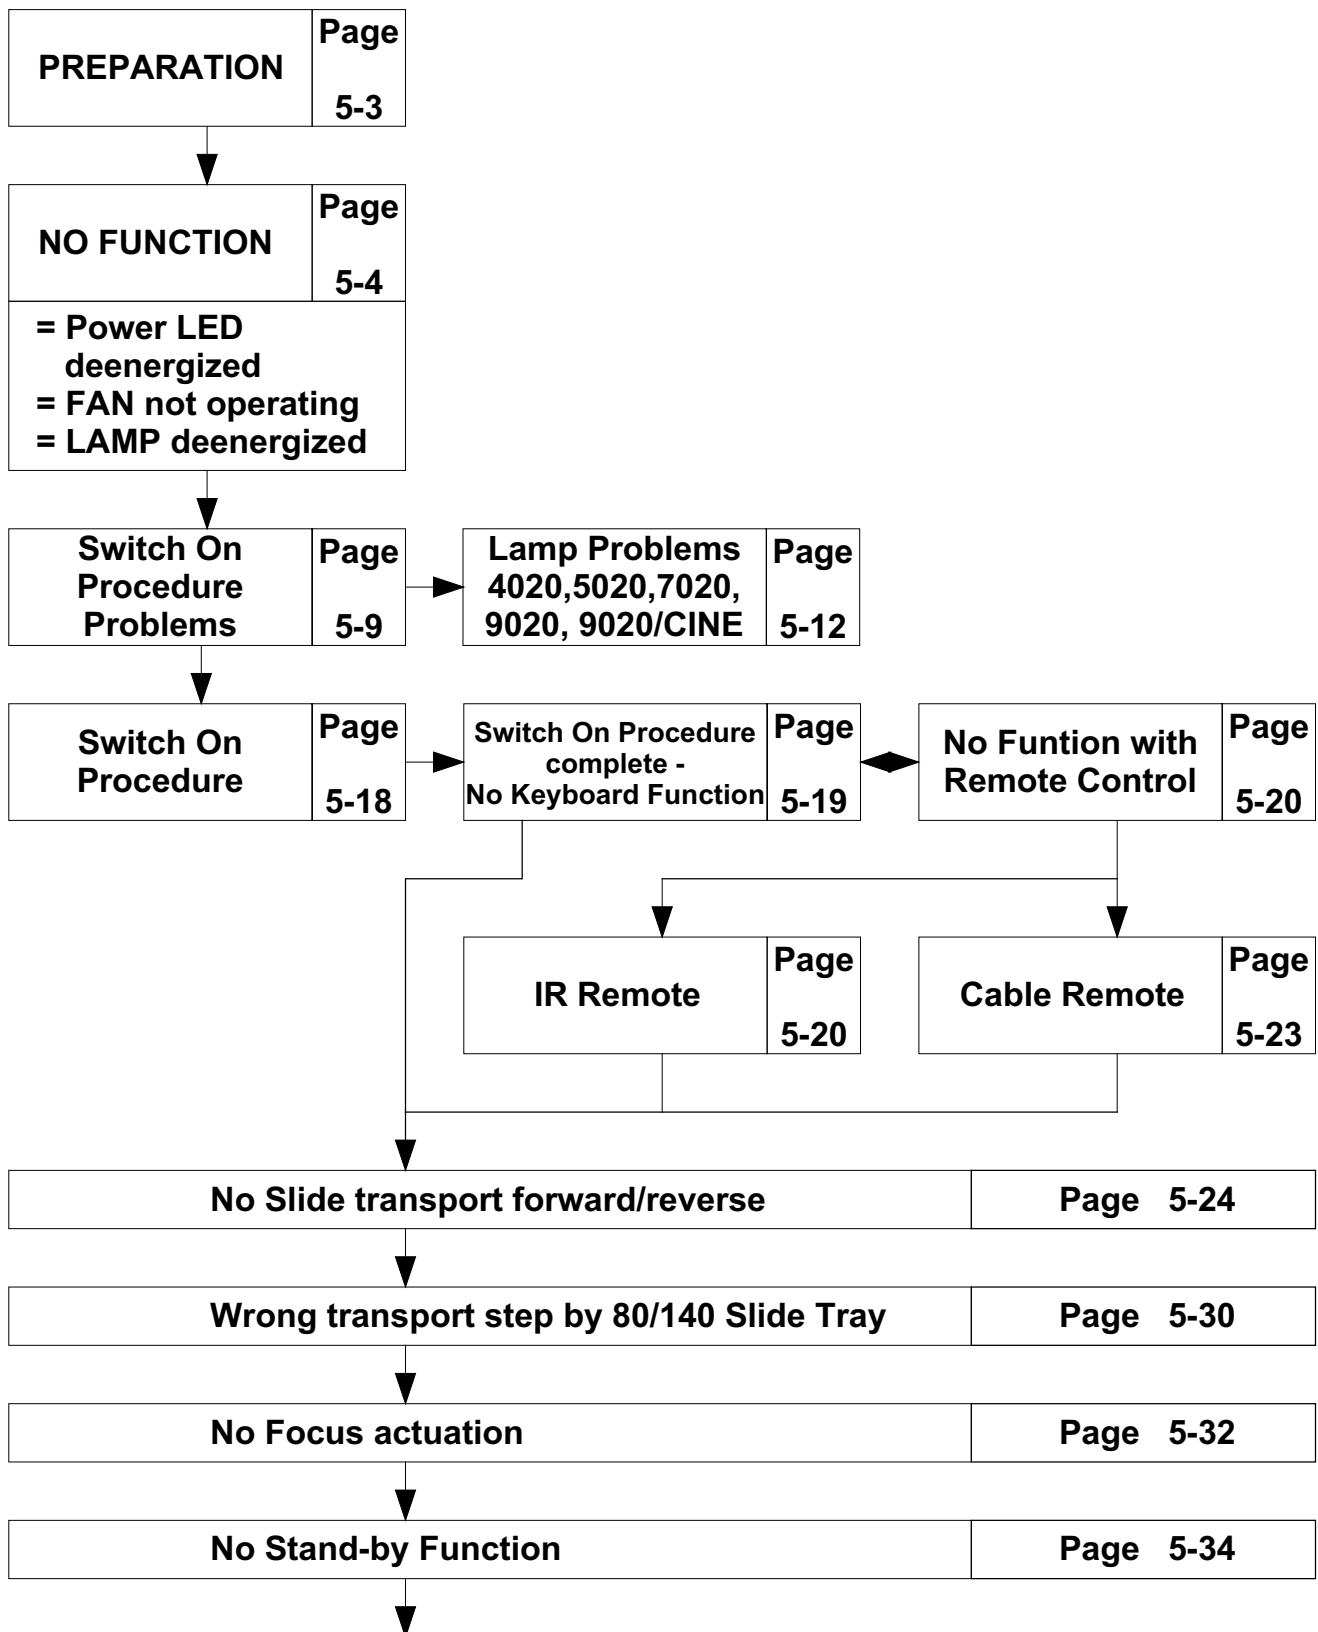 PREPARATION
Page
5-3
NO FUNCTION
Page
5-4
= Power LED
deenergized
= FAN not operating
= LAMP deenergized
Switch On
Procedure
Problems
Page
5-9
Lamp Problems
4020,5020,7020,
9020, 9020/CINE
Page
5-12
Switch On
Procedure
Page
5-18
Switch On Procedure
complete -
No Keyboard Function
Page
5-19
No Funtion with
Remote Control
Page
5-20
IR Remote
Page
5-20
Cable Remote
Page
5-23
No Slide transport forward/reverse
Page 5-24
Wrong transport step by 80/140 Slide Tray
Page 5-30
No Focus actuation
Page 5-32
No Stand-by Function
Page 5-34